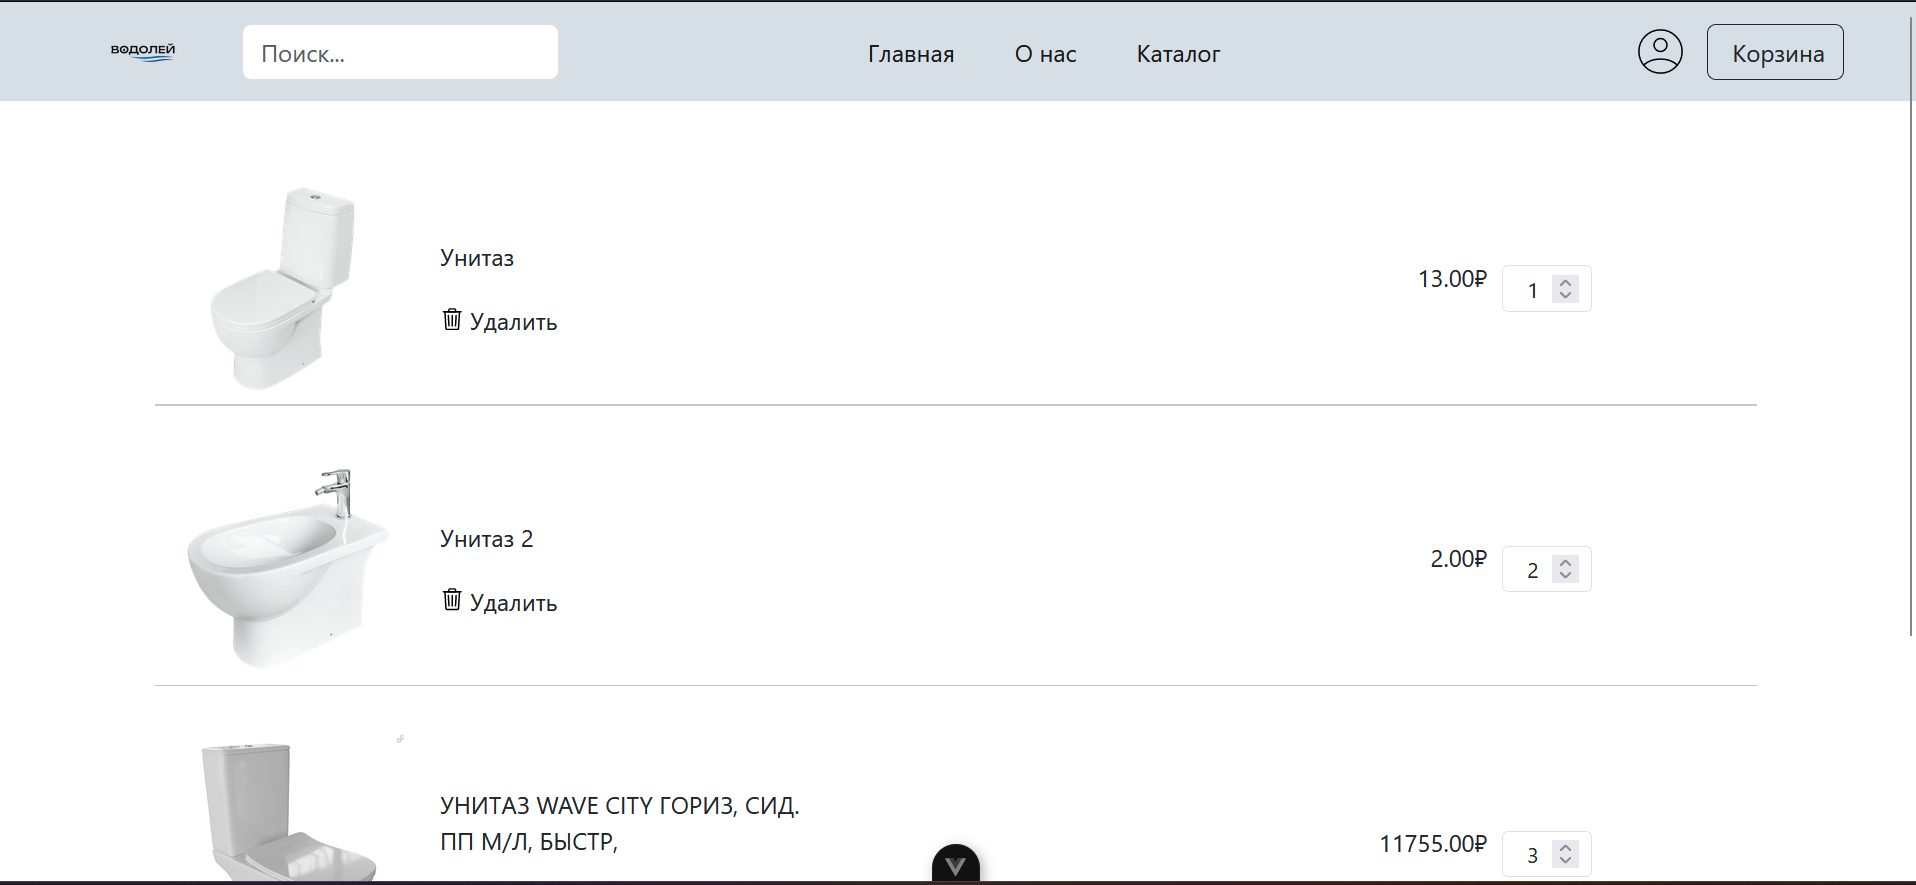 ВОДОЛЕЙ
Поиск...
Главная
О нас
Каталог
Корзина
Унитаз
Удалить
13.00₽
1
Унитаз 2
Удалить
2.00₽
2
УНИТАЗ WAVE CITY ГОРИЗ, СИД.
ПП М/Л, БЫСТР,
11755.00₽
3